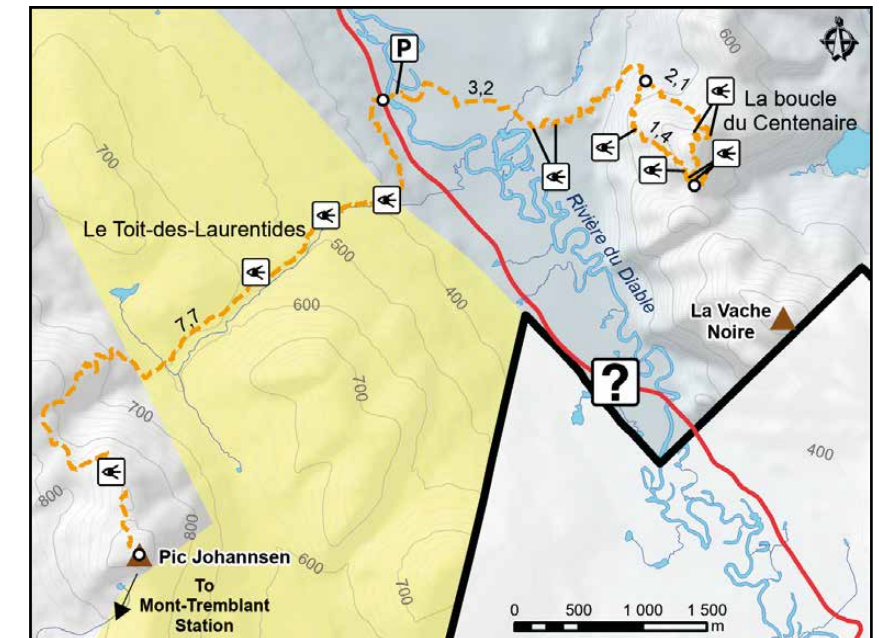 P
600
3,2
2,1
La boucle
du Centenaire
1,4
700
Le Toit-des-Laurentides
500
Rivière du Diable
400
7,7
600
La Vache
Noire
700
?
700
400
800
800
Pic Johannsen
600
To
Mont-Tremblant
Station
700
0 500 1 000 1 500
m